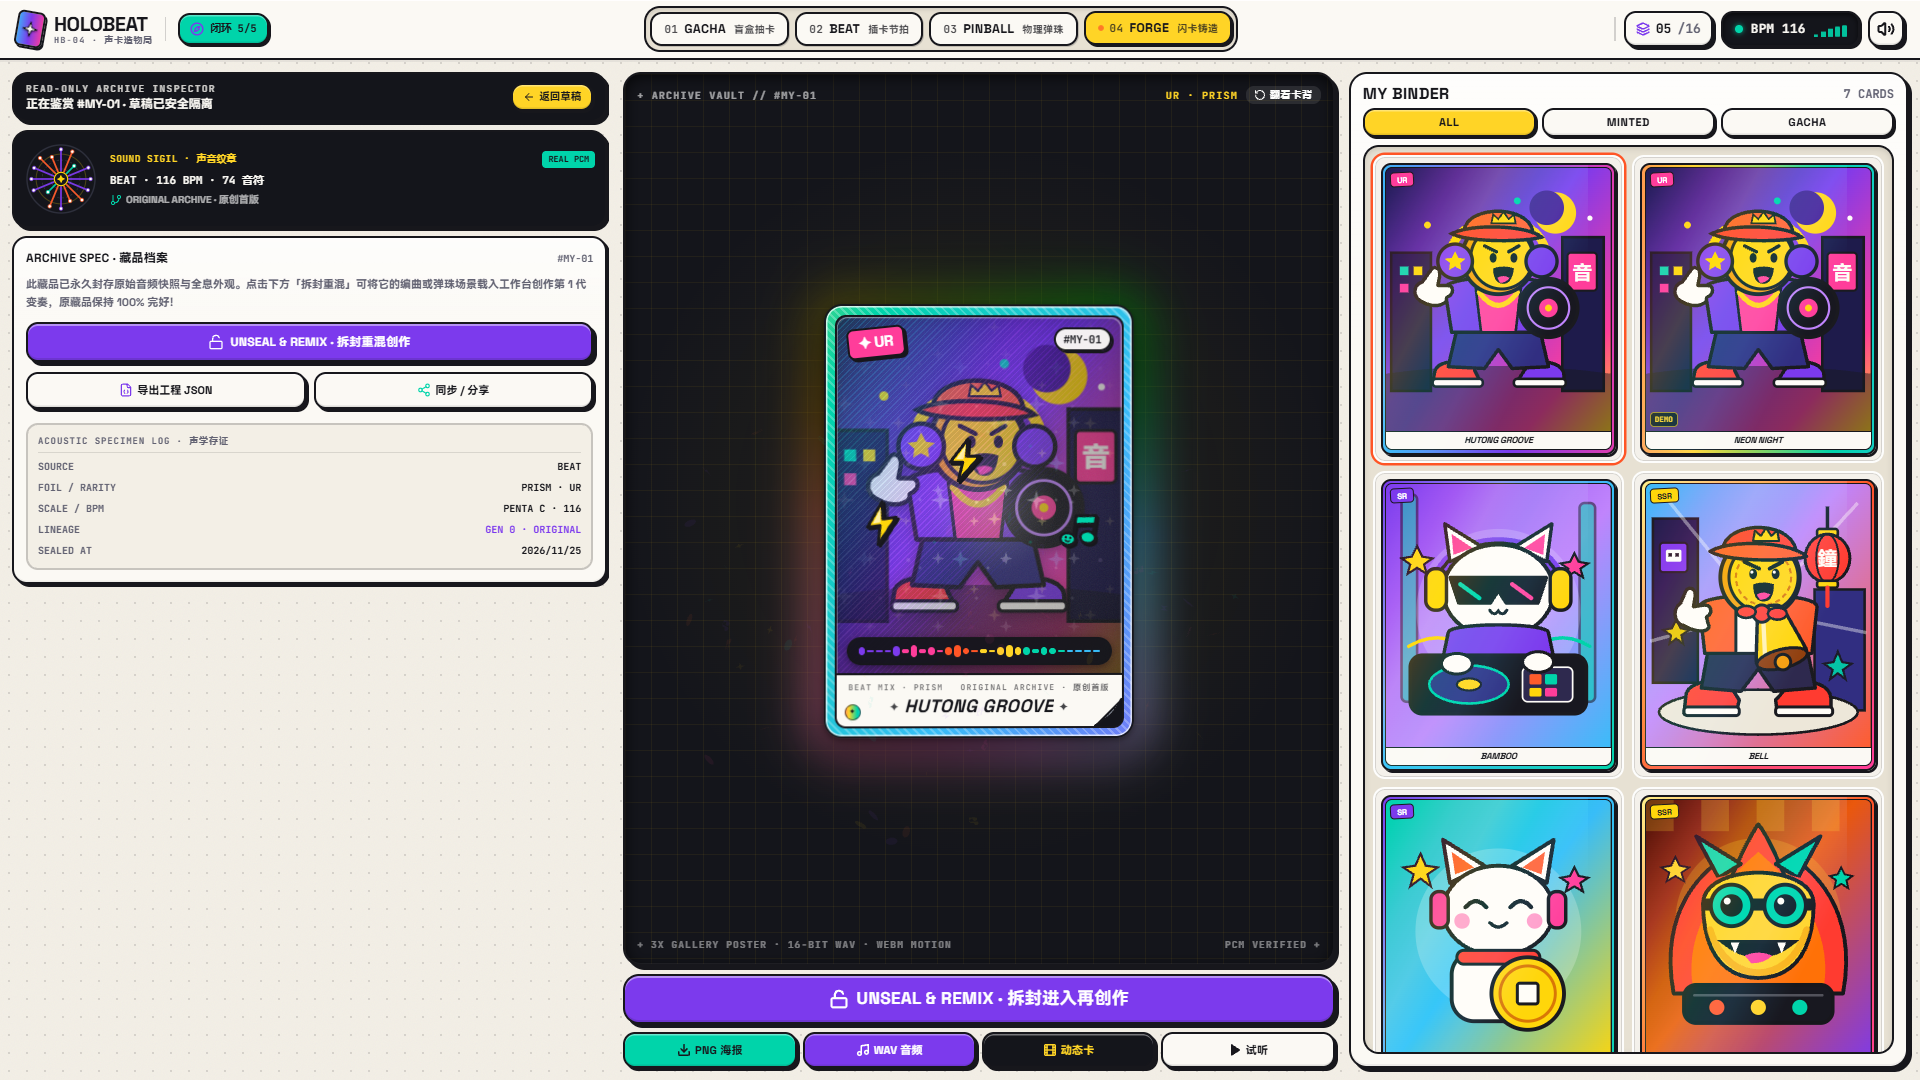 HOLOBEAT
HB-04 · 声卡造物局
闭环 5/5
01 GACHA 盲盒抽卡
02 BEAT 插卡节拍
03 PINBALL 物理弹珠
04 FORGE 闪卡铸造
05 /16
BPM 116
READ-ONLY ARCHIVE INSPECTOR
正在鉴赏 #MY-01 · 草稿已安全隔离
← 返回草稿
SOUND SIGIL · 声音纹章
REAL PCM
BEAT · 116 BPM · 74 音符
ORIGINAL ARCHIVE · 原创首版
ARCHIVE SPEC · 藏品档案
#MY-01
此藏品已永久封存原始音频快照与全息外观。点击下方「拆封重混」可将它的编曲或弹珠场景载入工作台创作第 1 代
变奏，原藏品保持 100% 完好！
UNSEAL & REMIX · 拆封重混创作
导出工程 JSON
同步 / 分享
ACOUSTIC SPECIMEN LOG · 声学存证
SOURCE BEAT
FOIL / RARITY PRISM · UR
SCALE / BPM PENTA C · 116
LINEAGE GEN 0 · ORIGINAL
SEALED AT 2026/11/25
✦ ARCHIVE VAULT // #MY-01
UR · PRISM
翻看卡背
✦ UR
#MY-01
音
BEAT MIX · PRISM
ORIGINAL ARCHIVE · 原创首版
✦ HUTONG GROOVE ✦
✦ 3X GALLERY POSTER · 16-BIT WAV · WEBM MOTION
PCM VERIFIED ✦
UNSEAL & REMIX · 拆封进入再创作
PNG 海报
WAV 音频
动态卡
试听
MY BINDER
7 CARDS
ALL
MINTED
GACHA
UR
音
HUTONG GROOVE
UR
音
DEMO
NEON NIGHT
SR
BAMBOO
SSR
鐘
BELL
SR
SSR